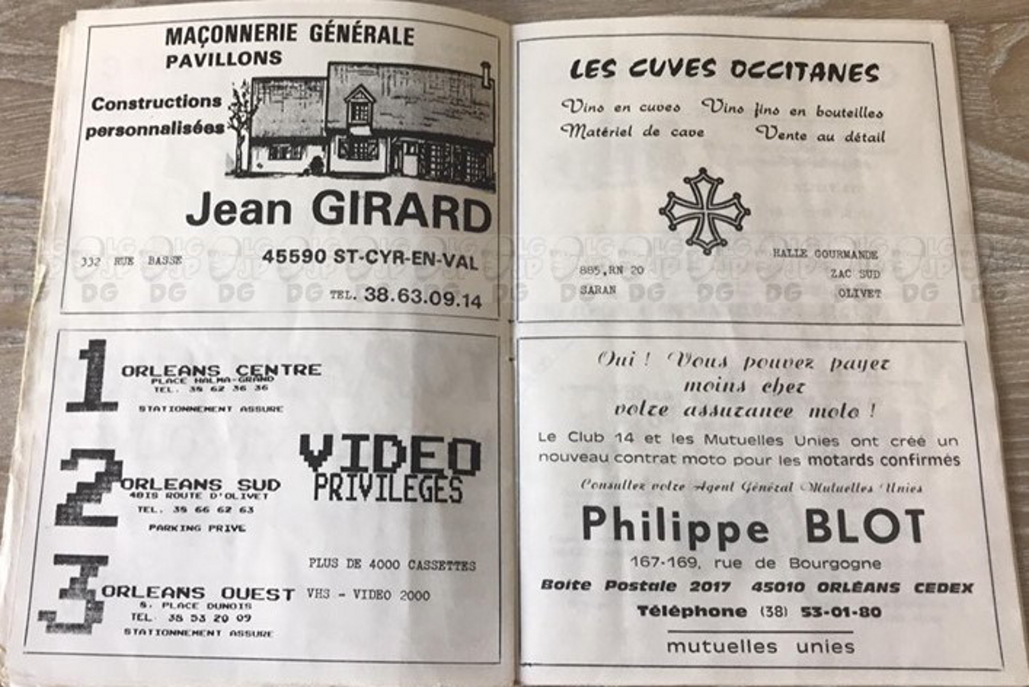 MAÇONNERIE GÉNÉRALE
PAVILLONS
Constructions
personnalisées
Jean GIRARD
332 RUE BASSE
45590 ST-CYR-EN-VAL
TEL. 38.63.09.14
1
ORLEANS CENTRE
PLACE HALMA-GRAND
TEL. 38 62 36 36
STATIONNEMENT ASSURE
2
ORLEANS SUD
48IS ROUTE D'OLIVET
TEL. 38 66 62 63
PARKING PRIVE
VIDEO
PRIVILEGES
PLUS DE 4000 CASSETTES
VHS - VIDEO 2000
3
ORLEANS OUEST
8. PLACE DUNOIS
TEL. 38 53 20 09
STATIONNEMENT ASSURE
LES CUVES OCCITANES
Vins en cuves Vins fins en bouteilles
Matériel de cave Vente au détail
885,RN 20
SARAN
HALLE GOURMANDE
ZAC SUD
OLIVET
Oui ! Vous pouvez payer
moins cher
votre assurance moto !
Le Club 14 et les Mutuelles Unies ont créé un
nouveau contrat moto pour les motards confirmés
Consultez votre Agent Général Mutuelles Unies
Philippe BLOT
167-169, rue de Bourgogne
Boite Postale 2017 45010 ORLÉANS CEDEX
Téléphone (38) 53-01-80
mutuelles unies